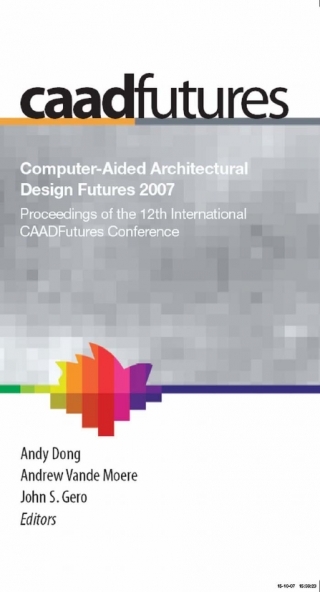 caadfutures
Computer-Aided Architectural
Design Futures 2007
Proceedings of the 12th International
CAADFutures Conference
Andy Dong
Andrew Vande Moere
John S. Gero
Editors